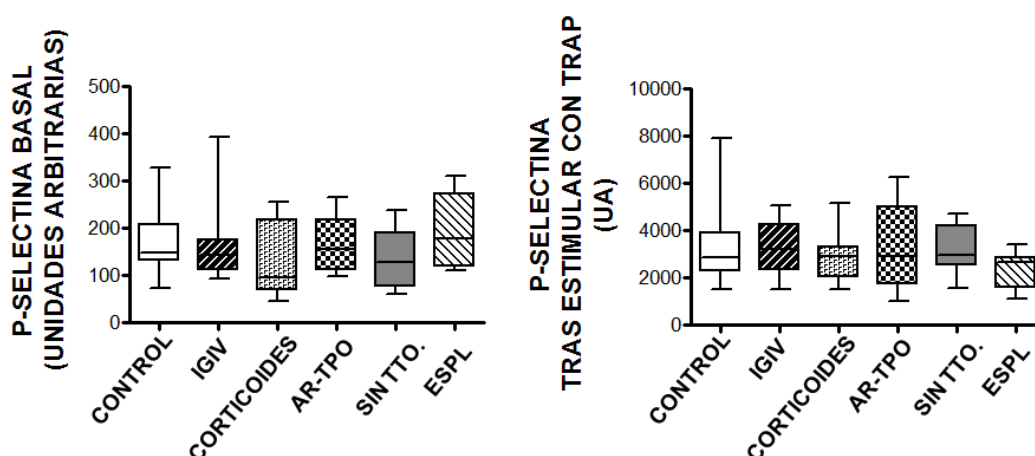 P-SELECTINA BASAL
(UNIDADES ARBITRARIAS)
500
400
300
200
100
0
CONTROL
IGIV
CORTICOIDES
AR-TPO
SIN TTO.
ESPL
P-SELECTINA
TRAS ESTIMULAR CON TRAP
(UA)
10000
8000
6000
4000
2000
0
CONTROL
IGIV
CORTICOIDES
AR-TPO
SIN TTO.
ESPL